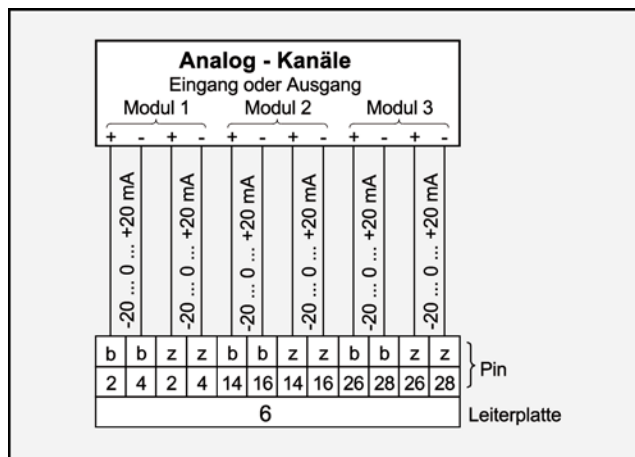 Analog - Kanäle
Eingang oder Ausgang
Modul 1 Modul 2 Modul 3
+ - + - + - + - + - + -
-20 ... 0 ... +20 mA
-20 ... 0 ... +20 mA
-20 ... 0 ... +20 mA
-20 ... 0 ... +20 mA
-20 ... 0 ... +20 mA
-20 ... 0 ... +20 mA
b b z z b b z z b b z z
Pin
2 4 2 4 14 16 14 16 26 28 26 28
6 Leiterplatte